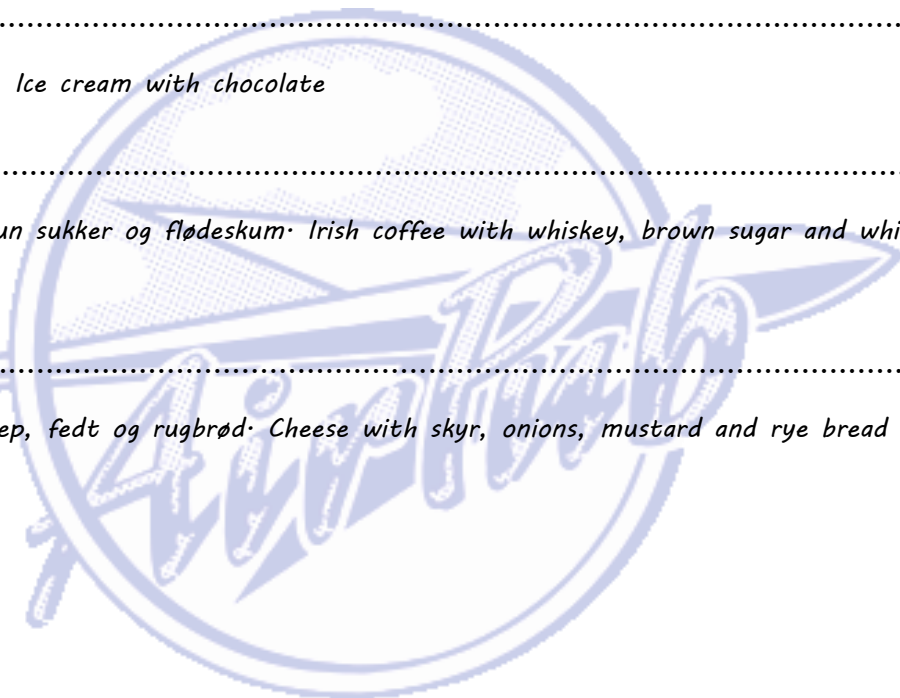 Ice cream with chocolate
un sukker og flødeskum· Irish coffee with whiskey, brown sugar and whi
ep, fedt og rugbrød· Cheese with skyr, onions, mustard and rye bread
AirPub